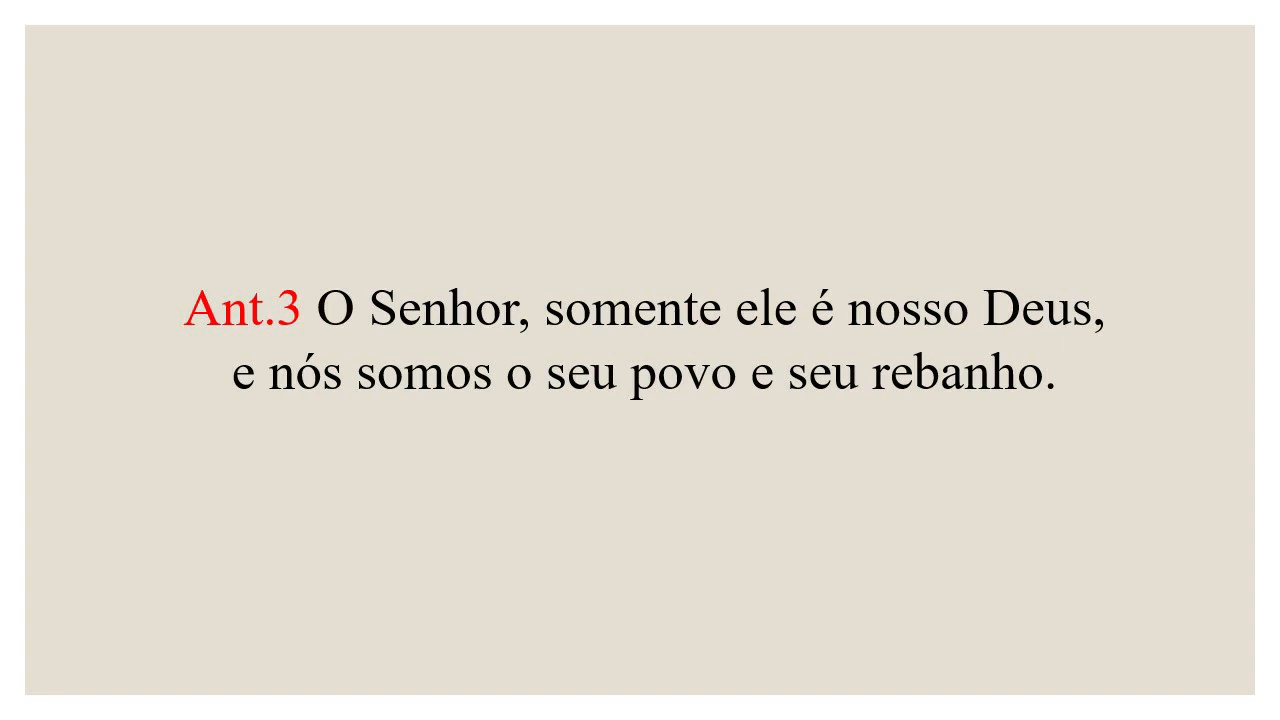 Ant.3 O Senhor, somente ele é nosso Deus,
e nós somos o seu povo e seu rebanho.